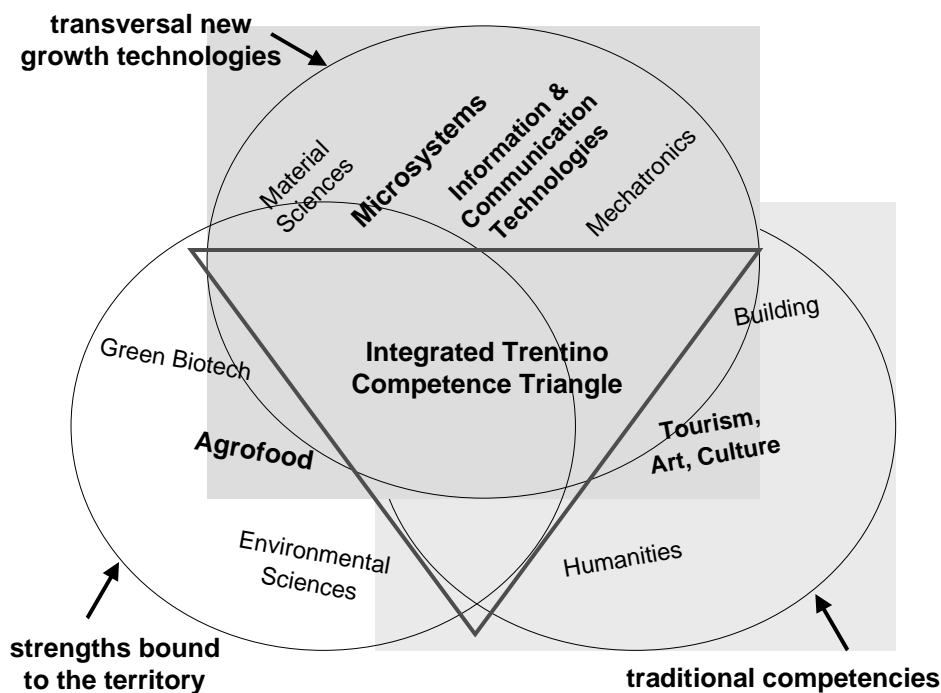 transversal new
growth technologies
Material
Sciences
Microsystems
Information &
Communication
Technologies
Mechatronics
Building
Green Biotech
Integrated Trentino
Competence Triangle
Tourism,
Art, Culture
Agrofood
Environmental
Sciences
Humanities
strengths bound
to the territory
traditional competencies